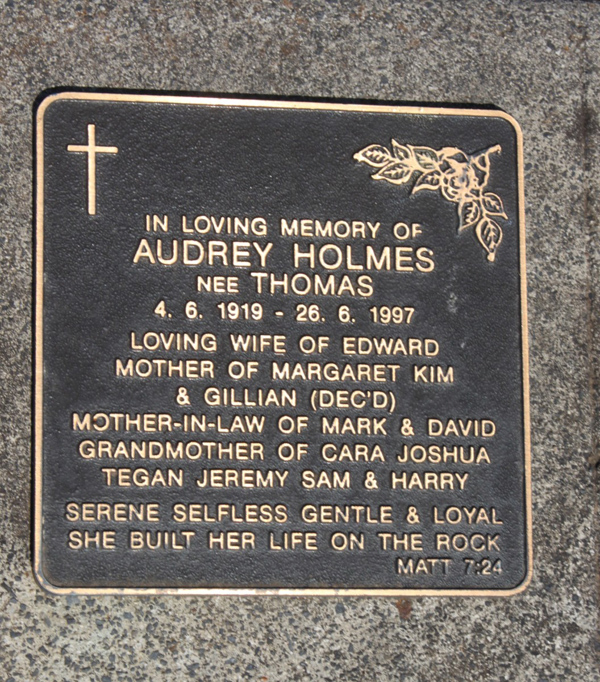 IN LOVING MEMORY OF
AUDREY HOLMES
NEE THOMAS
4. 6. 1919 - 26. 6. 1997
LOVING WIFE OF EDWARD
MOTHER OF MARGARET KIM
& GILLIAN (DEC'D)
MOTHER-IN-LAW OF MARK & DAVID
GRANDMOTHER OF CARA JOSHUA
TEGAN JEREMY SAM & HARRY
SERENE SELFLESS GENTLE & LOYAL
SHE BUILT HER LIFE ON THE ROCK
MATT 7:24